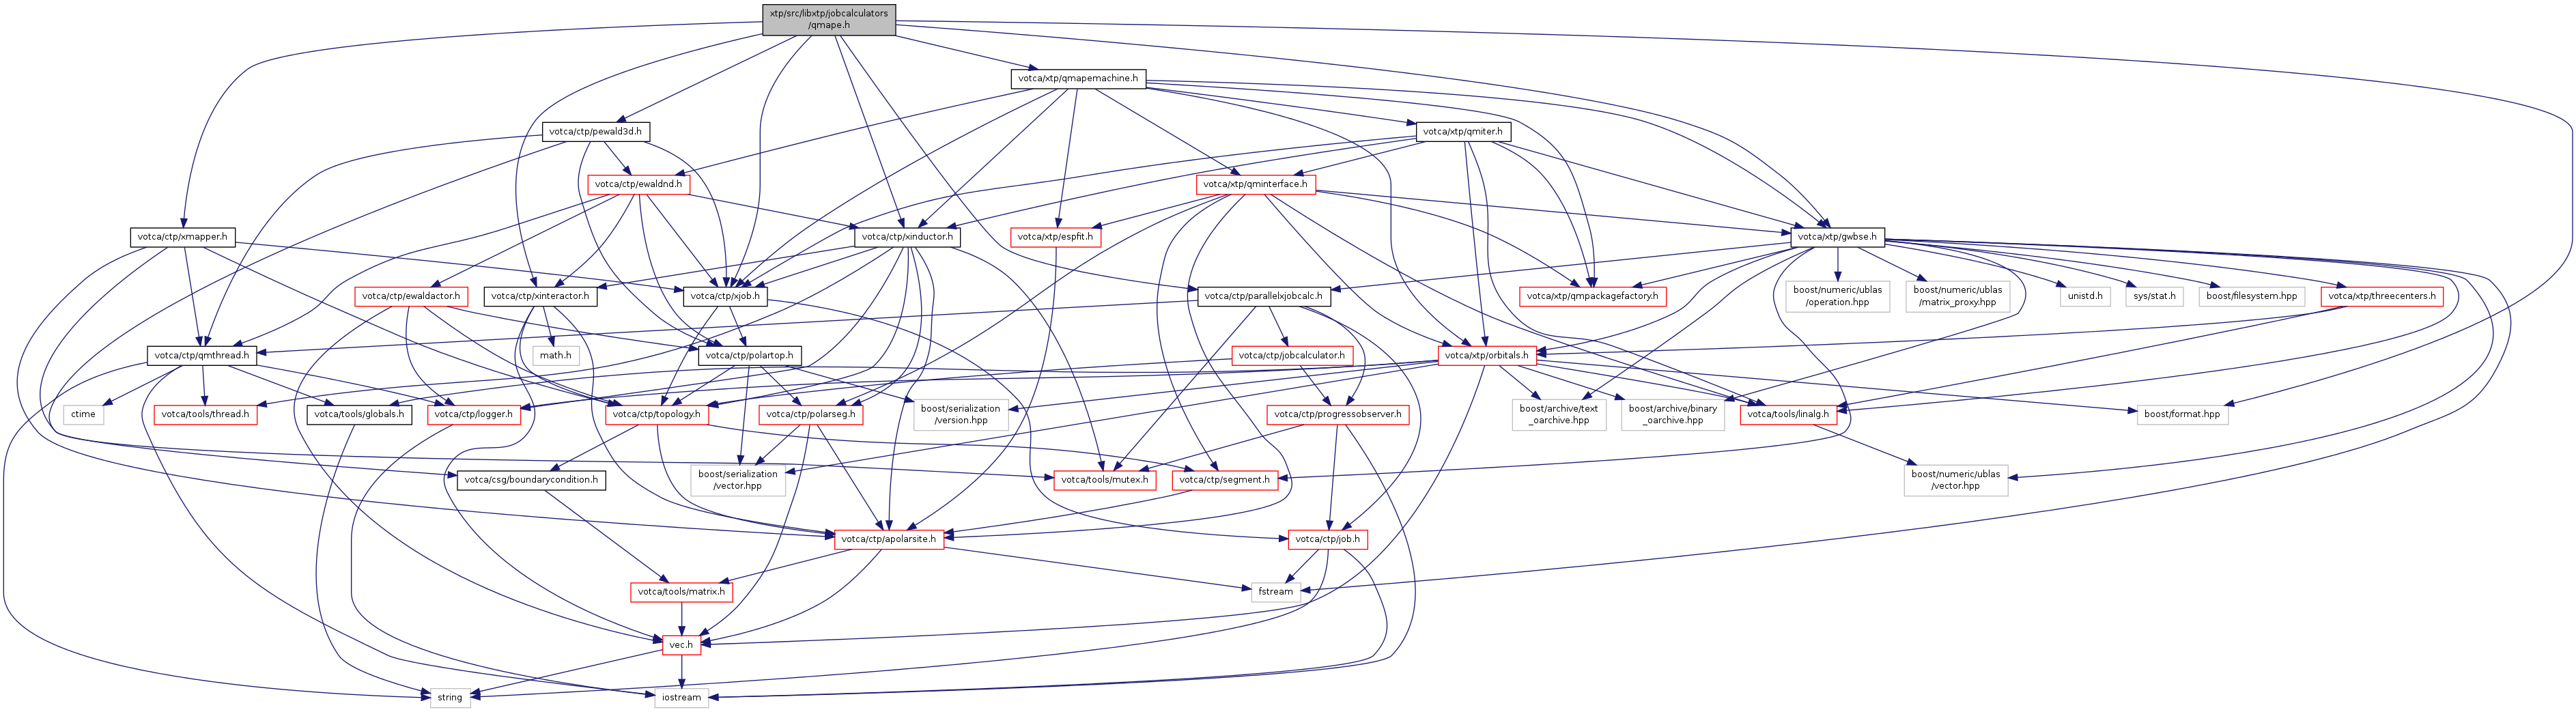 xtp/src/libxtp/jobcalculators
/qmape.h
votca/xtp/qmapemachine.h
votca/ctp/pewald3d.h
votca/xtp/qmiter.h
votca/ctp/ewaldnd.h
votca/xtp/qminterface.h
votca/ctp/xmapper.h
votca/ctp/xinductor.h
votca/xtp/espfit.h
votca/xtp/gwbse.h
votca/ctp/ewaldactor.h
votca/ctp/xinteractor.h
votca/ctp/xjob.h
votca/ctp/parallelxjobcalc.h
votca/xtp/qmpackagefactory.h
boost/numeric/ublas
/operation.hpp
boost/numeric/ublas
/matrix_proxy.hpp
unistd.h
sys/stat.h
boost/filesystem.hpp
votca/xtp/threecenters.h
votca/ctp/qmthread.h
math.h
votca/ctp/polartop.h
votca/ctp/jobcalculator.h
votca/xtp/orbitals.h
ctime
votca/tools/thread.h
votca/tools/globals.h
votca/ctp/logger.h
votca/ctp/topology.h
votca/ctp/polarseg.h
boost/serialization
/version.hpp
votca/ctp/progressobserver.h
boost/archive/text
_oarchive.hpp
boost/archive/binary
_oarchive.hpp
votca/tools/linalg.h
boost/format.hpp
votca/csg/boundarycondition.h
boost/serialization
/vector.hpp
votca/tools/mutex.h
votca/ctp/segment.h
boost/numeric/ublas
/vector.hpp
votca/ctp/apolarsite.h
votca/ctp/job.h
votca/tools/matrix.h
fstream
vec.h
string
iostream